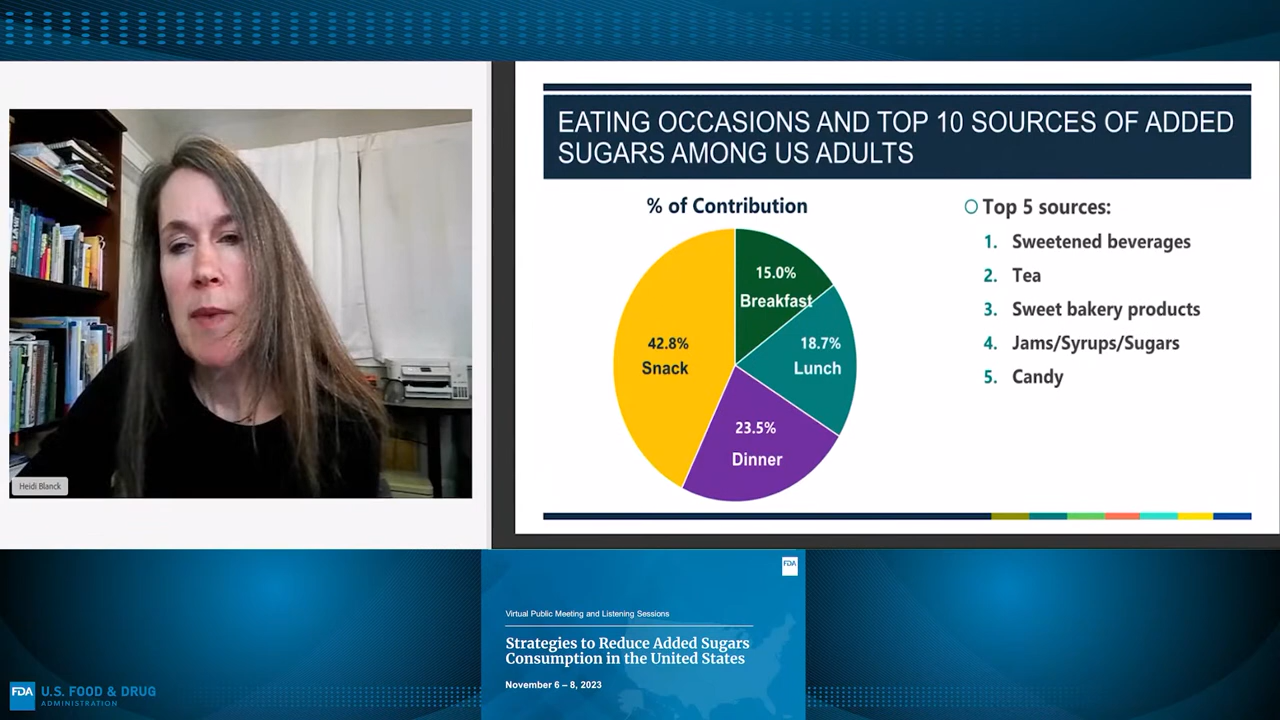 EATING OCCASIONS AND TOP 10 SOURCES OF ADDED
SUGARS AMONG US ADULTS
% of Contribution
15.0%
Breakfast
18.7%
Lunch
23.5%
Dinner
42.8%
Snack
Top 5 sources:
1. Sweetened beverages
2. Tea
3. Sweet bakery products
4. Jams/Syrups/Sugars
5. Candy
Heidi Blanck
FDA
Virtual Public Meeting and Listening Sessions
Strategies to Reduce Added Sugars
Consumption in the United States
November 6 – 8, 2023
FDA U.S. FOOD & DRUG
ADMINISTRATION